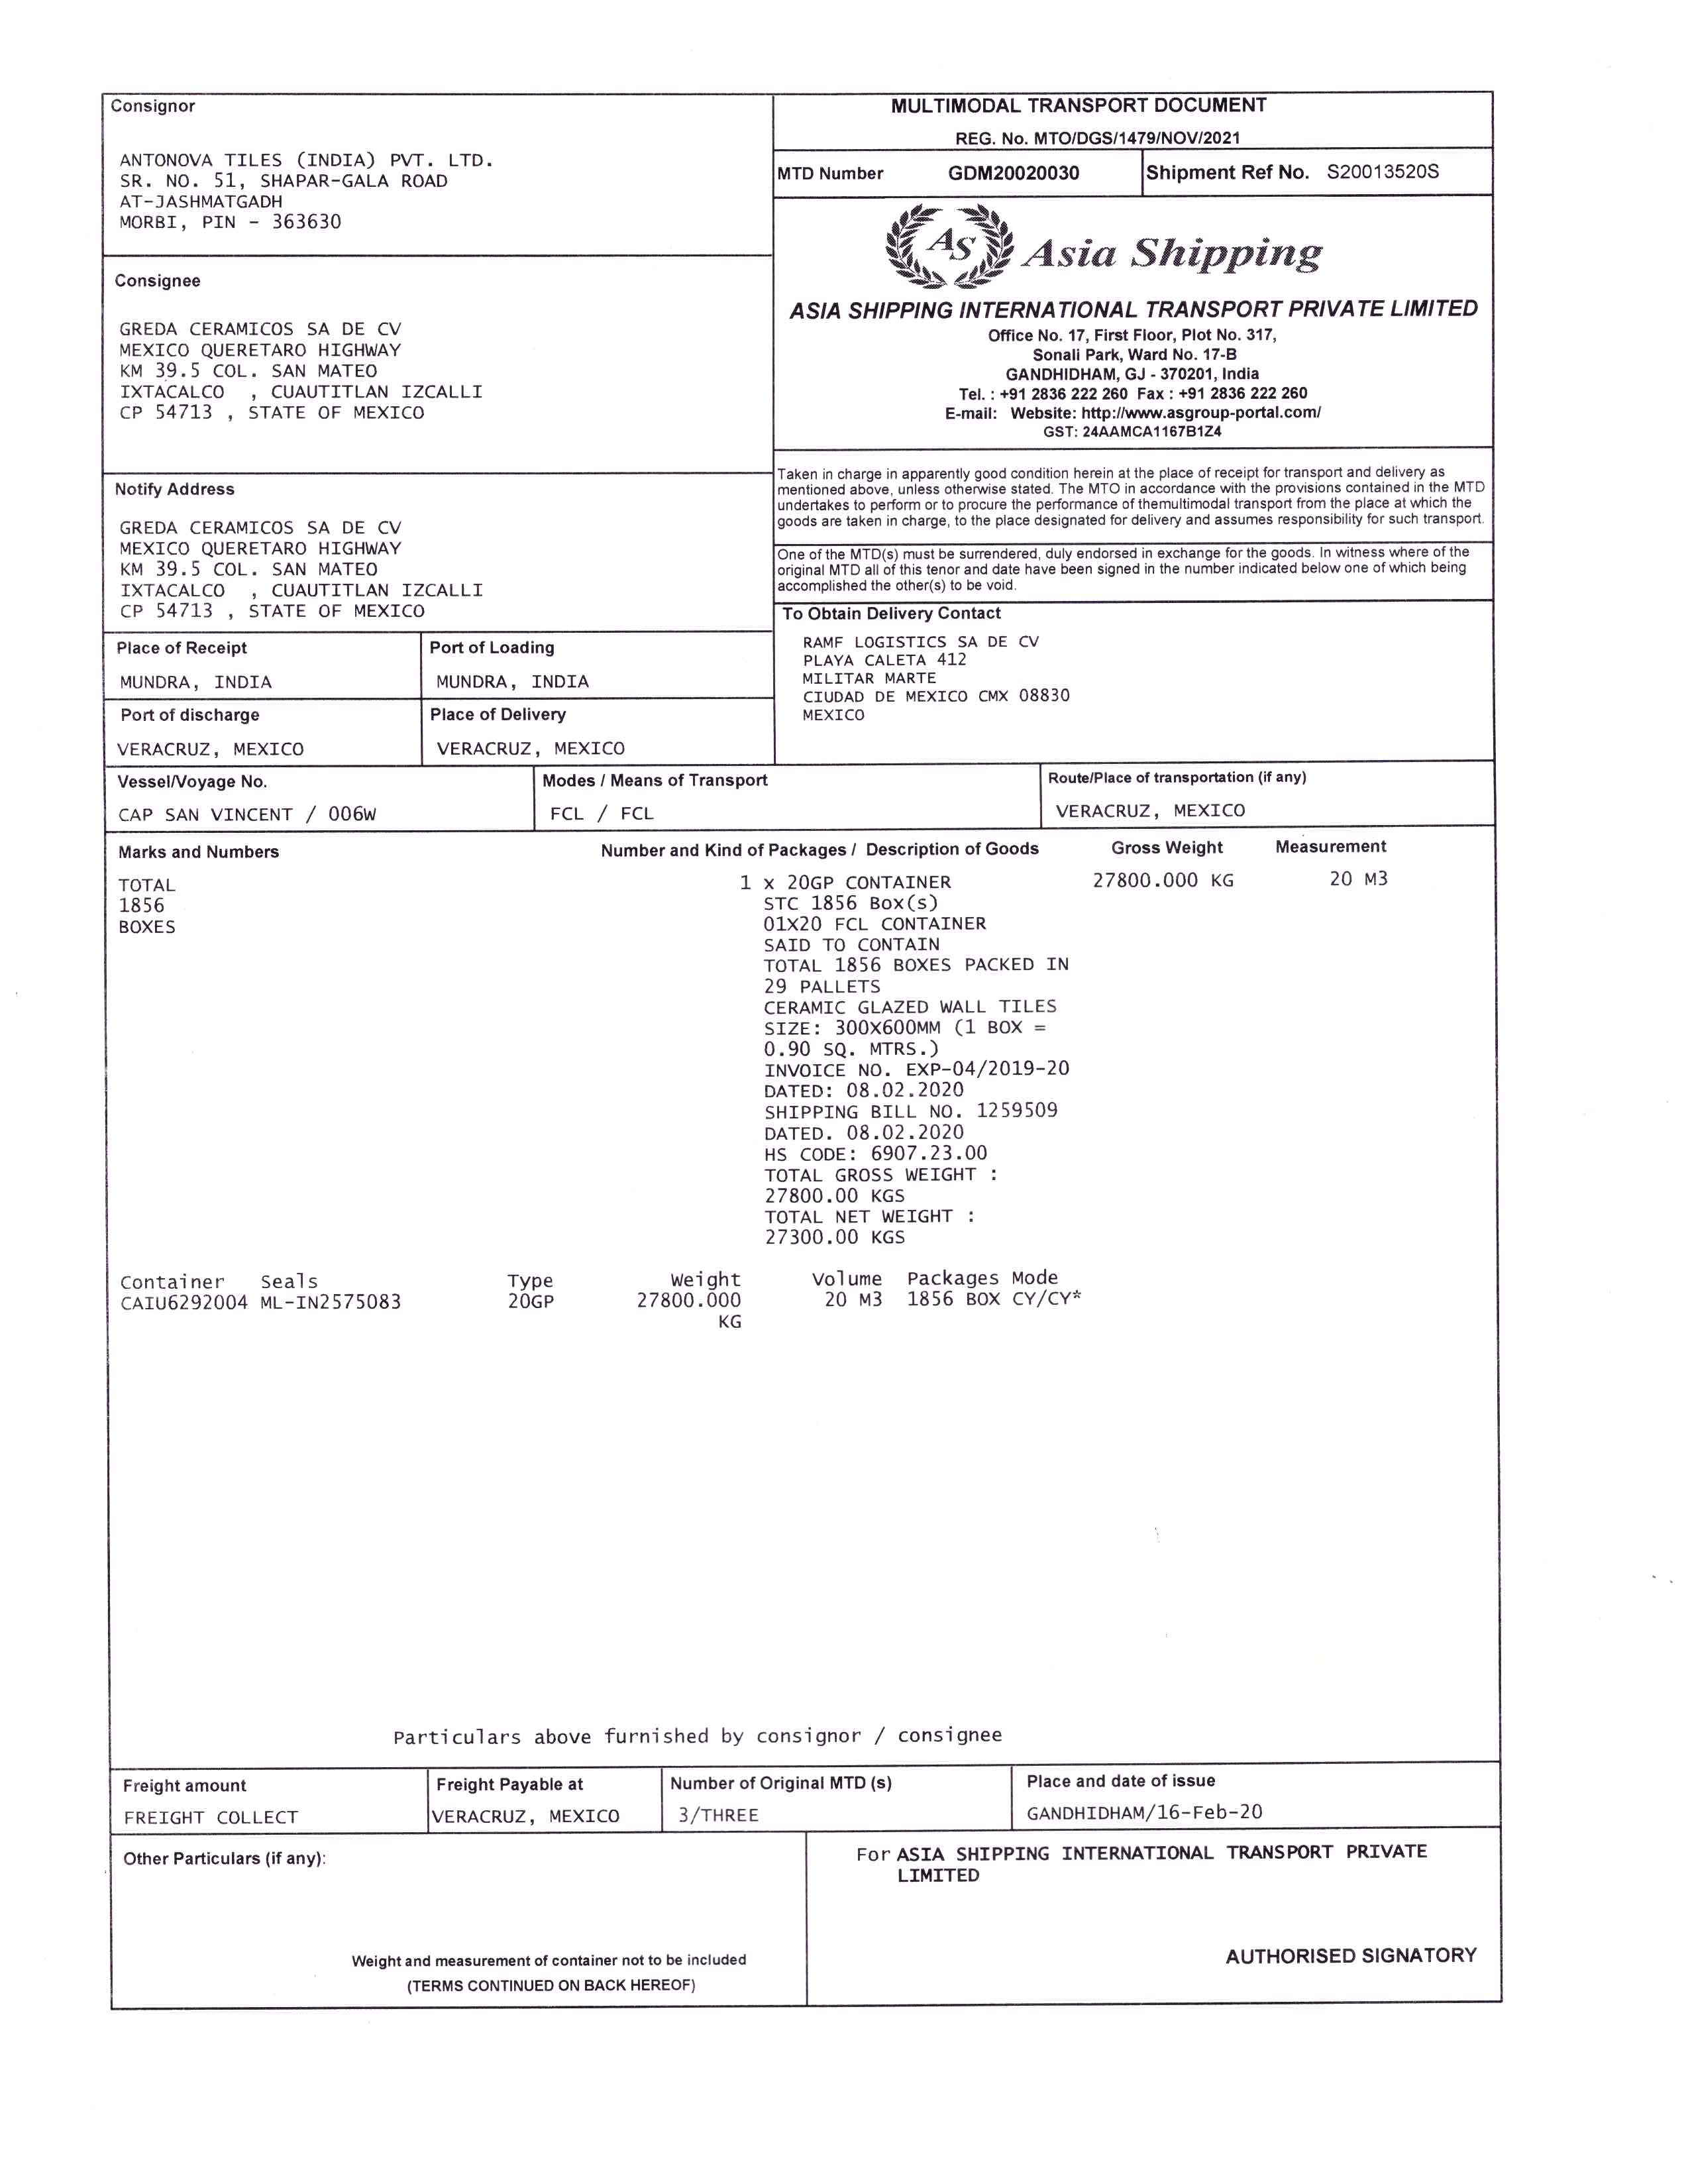 Consignor
ANTONOVA TILES (INDIA) PVT. LTD.
SR. NO. 51, SHAPAR-GALA ROAD
AT-JASHMATGADH
MORBI, PIN - 363630
MULTIMODAL TRANSPORT DOCUMENT
REG. No. MTO/DGS/1479/NOV/2021
MTD Number GDM20020030 Shipment Ref No. S20013520S
AS Asia Shipping
ASIA SHIPPING INTERNATIONAL TRANSPORT PRIVATE LIMITED
Office No. 17, First Floor, Plot No. 317,
Sonali Park, Ward No. 17-B
GANDHIDHAM, GJ - 370201, India
Tel. : +91 2836 222 260 Fax : +91 2836 222 260
E-mail: Website: http://www.asgroup-portal.com/
GST: 24AAMCA1167B1Z4
Consignee
GREDA CERAMICOS SA DE CV
MEXICO QUERETARO HIGHWAY
KM 39.5 COL. SAN MATEO
IXTACALCO , CUAUTITLAN IZCALLI
CP 54713 , STATE OF MEXICO
Taken in charge in apparently good condition herein at the place of receipt for transport and delivery as
mentioned above, unless otherwise stated. The MTO in accordance with the provisions contained in the MTD
undertakes to perform or to procure the performance of themultimodal transport from the place at which the
goods are taken in charge, to the place designated for delivery and assumes responsibility for such transport.
One of the MTD(s) must be surrendered, duly endorsed in exchange for the goods. In witness where of the
original MTD all of this tenor and date have been signed in the number indicated below one of which being
accomplished the other(s) to be void.
Notify Address
GREDA CERAMICOS SA DE CV
MEXICO QUERETARO HIGHWAY
KM 39.5 COL. SAN MATEO
IXTACALCO , CUAUTITLAN IZCALLI
CP 54713 , STATE OF MEXICO
To Obtain Delivery Contact
RAMF LOGISTICS SA DE CV
PLAYA CALETA 412
MILITAR MARTE
CIUDAD DE MEXICO CMX 08830
MEXICO
Place of Receipt Port of Loading
MUNDRA, INDIA MUNDRA, INDIA
Port of discharge Place of Delivery
VERACRUZ, MEXICO VERACRUZ, MEXICO
Vessel/Voyage No. Modes / Means of Transport Route/Place of transportation (if any)
CAP SAN VINCENT / 006W FCL / FCL VERACRUZ, MEXICO
Marks and Numbers Number and Kind of Packages / Description of Goods Gross Weight Measurement
TOTAL 1 x 20GP CONTAINER 27800.000 KG 20 M3
1856 STC 1856 Box(s)
BOXES 01X20 FCL CONTAINER
SAID TO CONTAIN
TOTAL 1856 BOXES PACKED IN
29 PALLETS
CERAMIC GLAZED WALL TILES
SIZE: 300X600MM (1 BOX =
0.90 SQ. MTRS.)
INVOICE NO. EXP-04/2019-20
DATED: 08.02.2020
SHIPPING BILL NO. 1259509
DATED. 08.02.2020
HS CODE: 6907.23.00
TOTAL GROSS WEIGHT :
27800.00 KGS
TOTAL NET WEIGHT :
27300.00 KGS
Container Seals Type Weight Volume Packages Mode
CAIU6292004 ML-IN2575083 20GP 27800.000 20 M3 1856 BOX CY/CY*
KG
Particulars above furnished by consignor / consignee
Freight amount Freight Payable at Number of Original MTD (s) Place and date of issue
FREIGHT COLLECT VERACRUZ, MEXICO 3/THREE GANDHIDHAM/16-Feb-20
Other Particulars (if any):
For ASIA SHIPPING INTERNATIONAL TRANSPORT PRIVATE
LIMITED
Weight and measurement of container not to be included
(TERMS CONTINUED ON BACK HEREOF)
AUTHORISED SIGNATORY